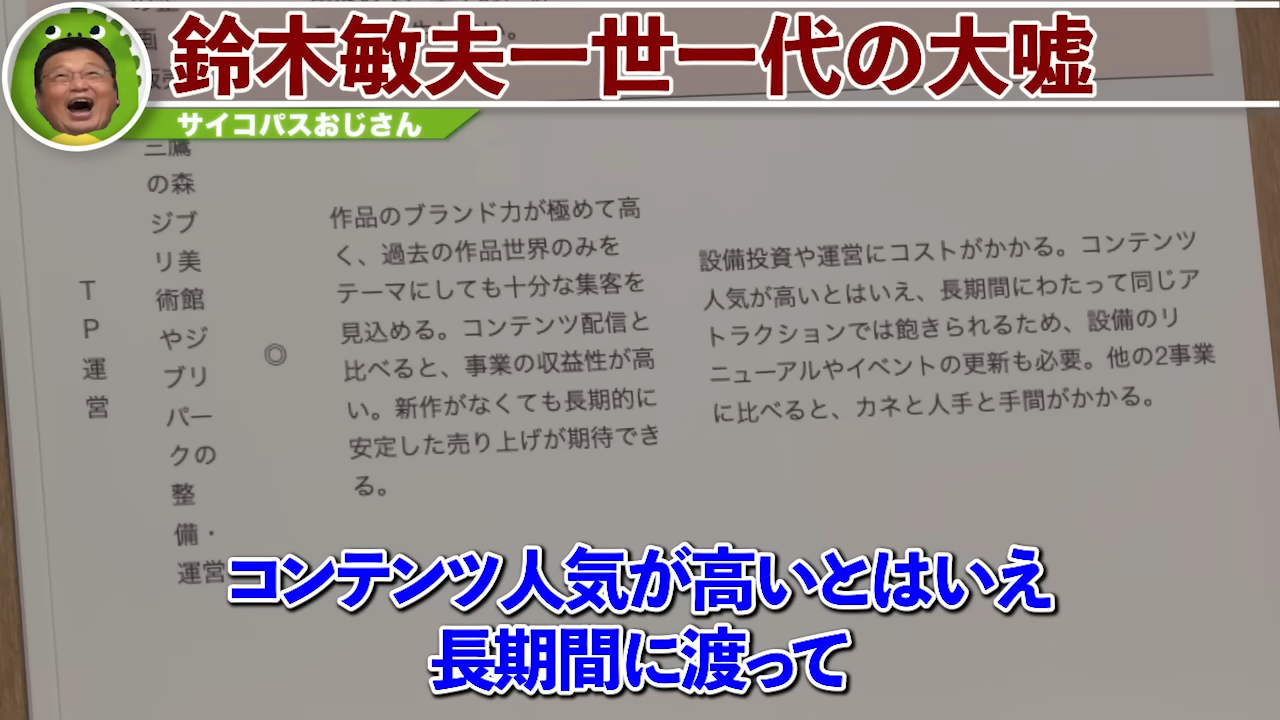 鈴木敏夫一世一代の大嘘
サイコパスおじさん
画
販売
三鷹
の森
ジブ
リ美
術館
やジ
ブリ
パー
クの
整
備・
運営
T
P
運
営
◎
作品のブランド力が極めて高
く、過去の作品世界のみを
テーマにしても十分な集客を
見込める。コンテンツ配信と
比べると、事業の収益性が高
い。新作がなくても長期的に
安定した売り上げが期待でき
る。
設備投資や運営にコストがかかる。コンテンツ
人気が高いとはいえ、長期間にわたって同じア
トラクションでは飽きられるため、設備のリ
ニューアルやイベントの更新も必要。他の2事業
に比べると、カネと人手と手間がかかる。
コンテンツ人気が高いとはいえ
長期間に渡って